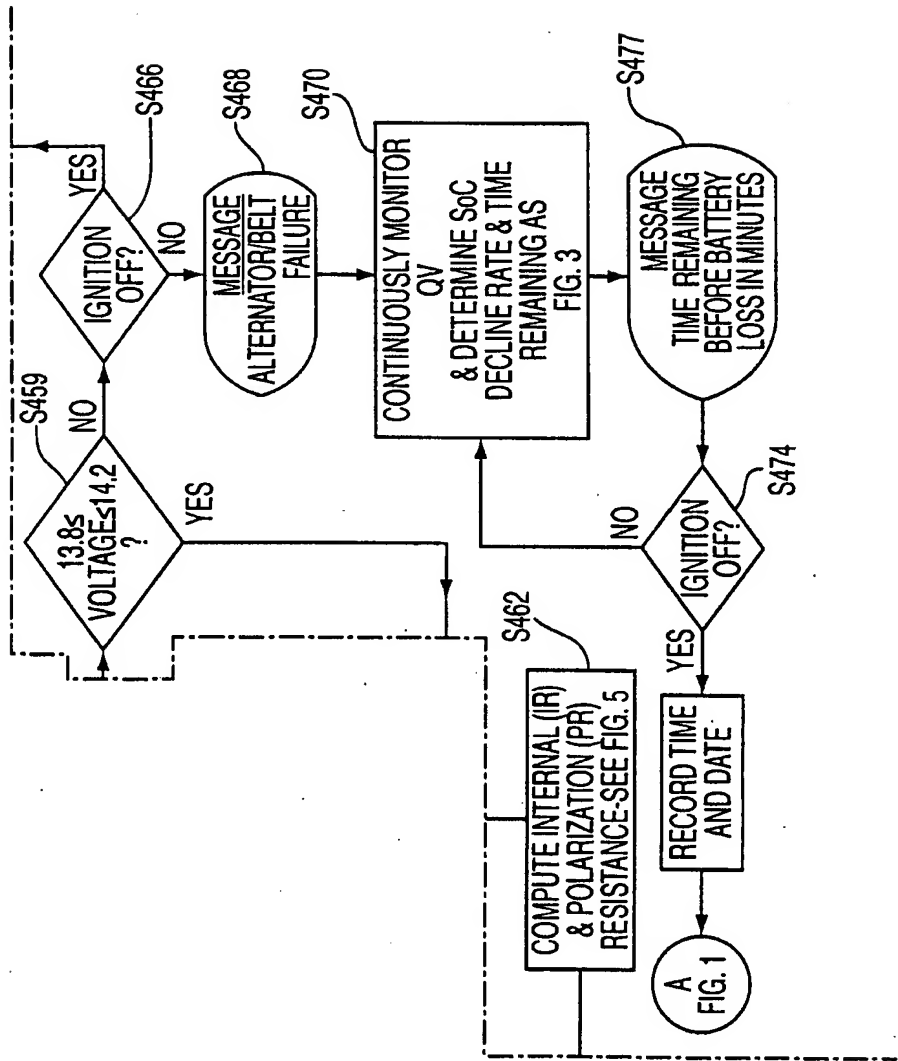 S459
13.8≤
VOLTAGE≤14,2
?
NO
YES
S466
IGNITION
OFF?
YES
NO
S468
MESSAGE
ALTERNATOR/BELT
FAILURE
S470
CONTINUOUSLY MONITOR
QV
& DETERMINE SoC
DECLINE RATE & TIME
REMAINING AS
FIG. 3
S477
MESSAGE
TIME REMAINING
BEFORE BATTERY
LOSS IN MINUTES
S474
IGNITION
OFF?
NO
YES
S462
COMPUTE INTERNAL (IR)
& POLARIZATION (PR)
RESISTANCE-SEE FIG. 5
RECORD TIME
AND DATE
A
FIG. 1